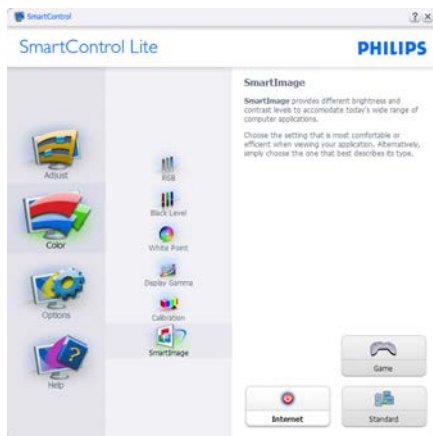 SmartControl
SmartControl Lite
PHILIPS
Adjust
Color
Options
Help
RGB
Black Level
White Point
Display Gamma
Calibration
SmartImage
SmartImage
SmartImage provides different brightness and
contrast levels to accomodate today's wide range of
computer applications.
Choose the setting that is most comfortable or
efficient when viewing your application. Alternatively,
simply choose the one that best describes its type.
Game
Internet
Standard